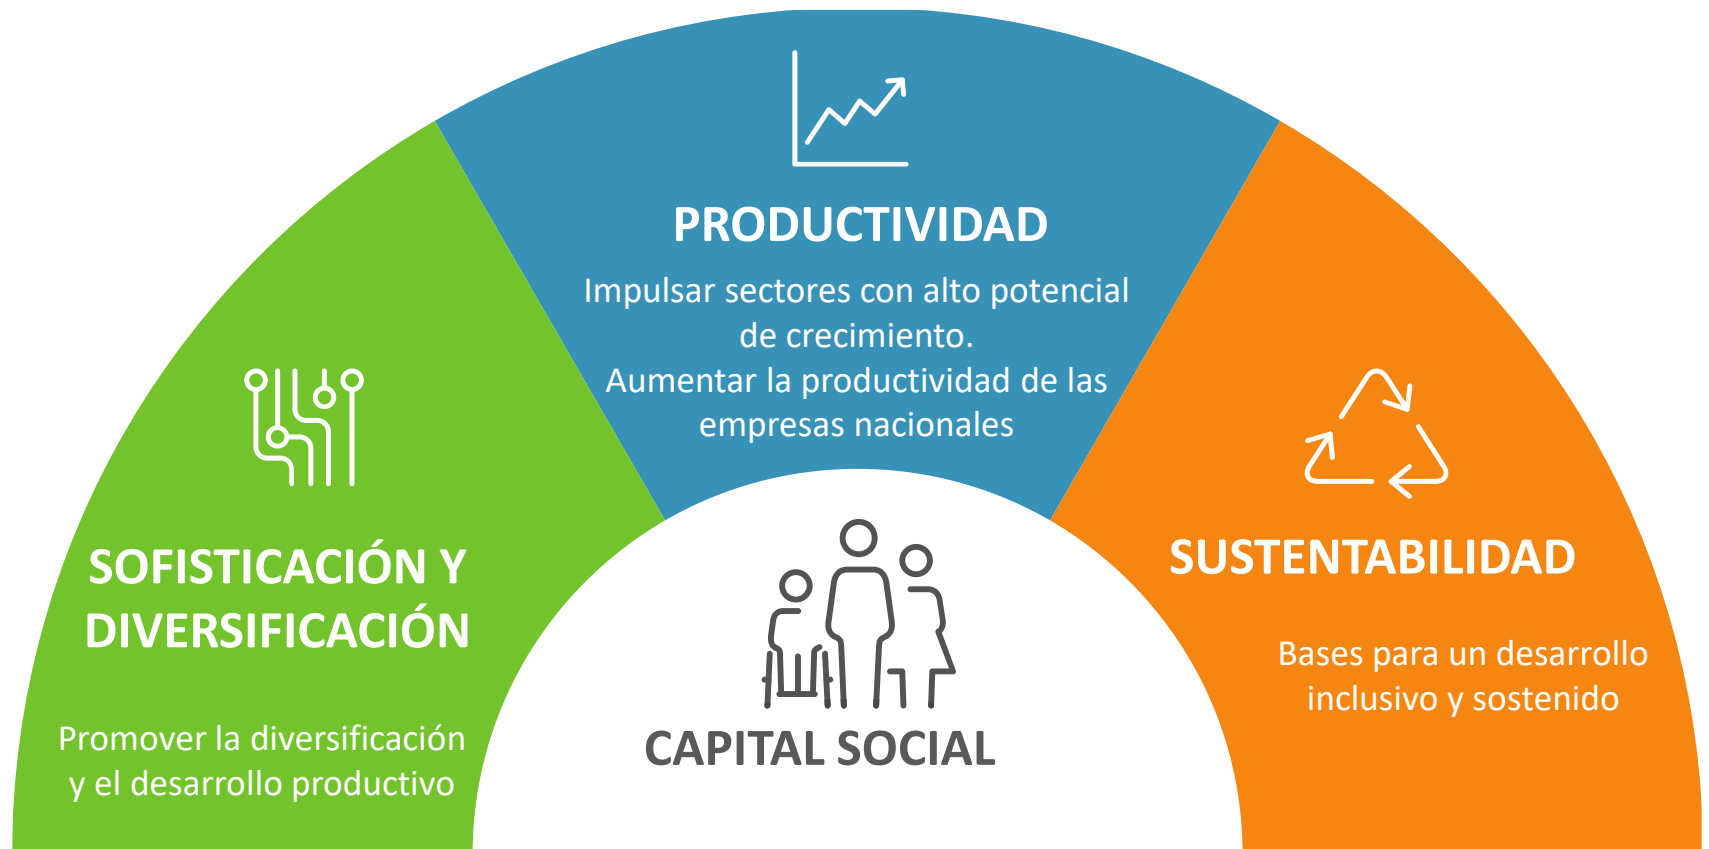 PRODUCTIVIDAD
Impulsar sectores con alto potencial
de crecimiento.
Aumentar la productividad de las
empresas nacionales
SOFISTICACIÓN Y
DIVERSIFICACIÓN
Promover la diversificación
y el desarrollo productivo
SUSTENTABILIDAD
Bases para un desarrollo
inclusivo y sostenido
CAPITAL SOCIAL